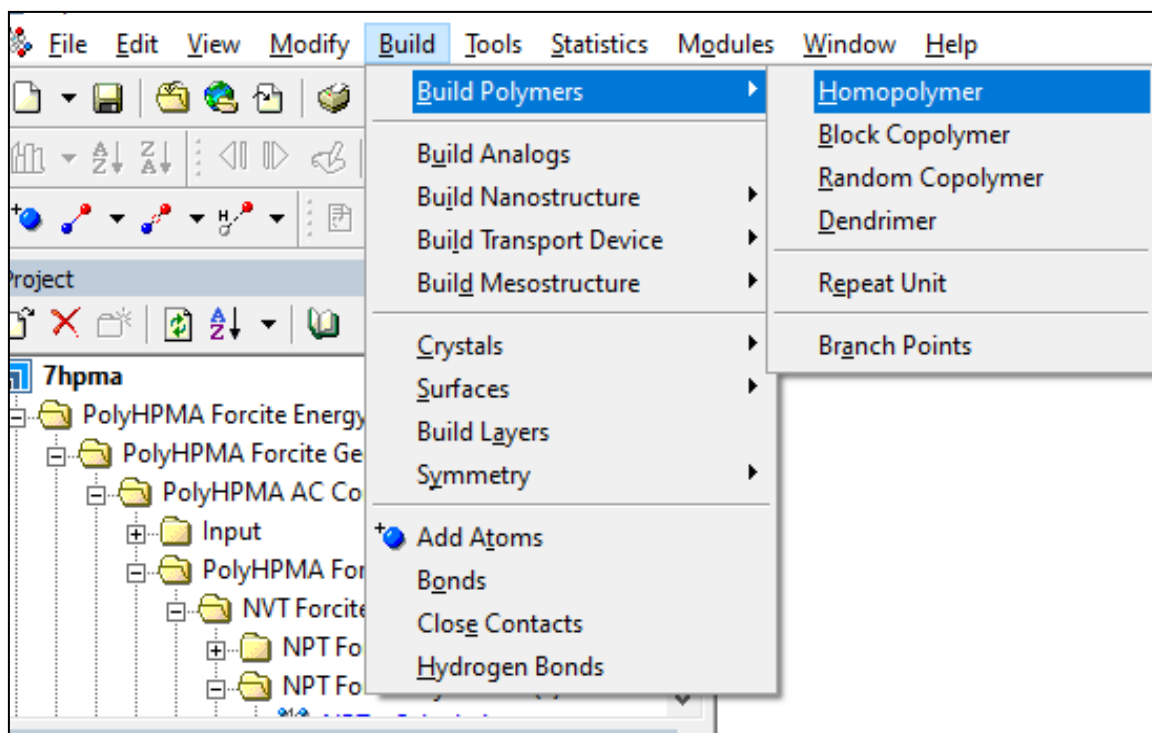 File Edit View Modify Build Tools Statistics Modules Window Help
Build Polymers
Build Analogs
Build Nanostructure
Build Transport Device
Build Mesostructure
Crystals
Surfaces
Build Layers
Symmetry
Add Atoms
Bonds
Close Contacts
Hydrogen Bonds
Homopolymer
Block Copolymer
Random Copolymer
Dendrimer
Repeat Unit
Branch Points
Project
7hpma
PolyHPMA Forcite Energy
PolyHPMA Forcite Ge
PolyHPMA AC Co
Input
PolyHPMA For
NVT Forcite
NPT Fo
NPT Fo